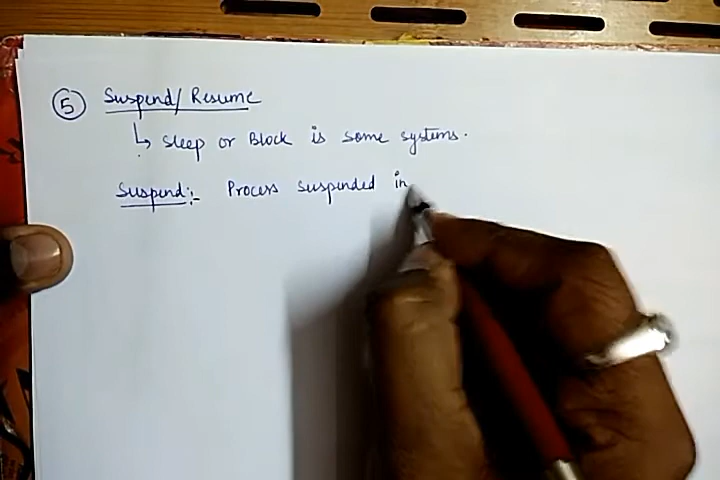 5 Suspend/Resume
↳ Sleep or Block is some systems.
Suspend:- Process suspended in